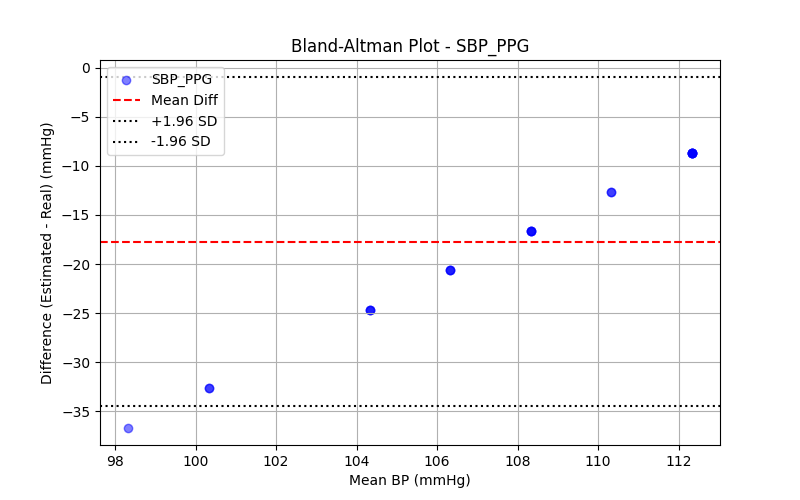 Bland-Altman Plot - SBP_PPG
SBP_PPG
Mean Diff
+1.96 SD
-1.96 SD
Difference (Estimated - Real) (mmHg)
0
−5
−10
−15
−20
−25
−30
−35
98
100
102
104
106
108
110
112
Mean BP (mmHg)